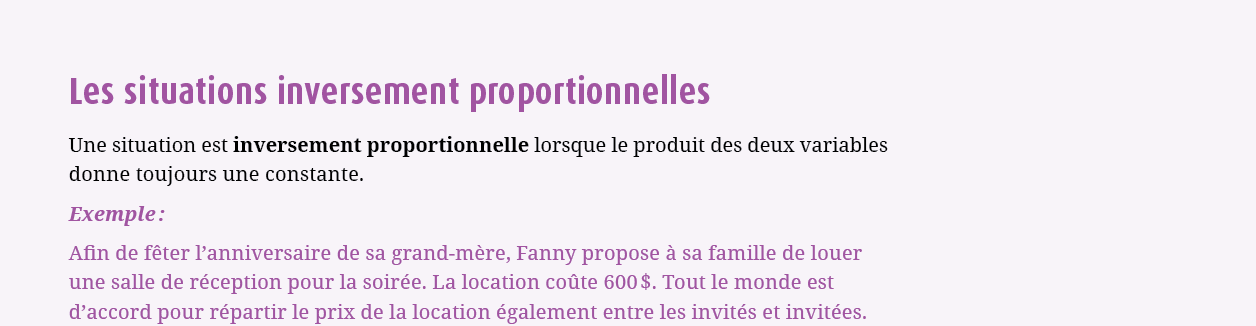 Les situations inversement proportionnelles
Une situation est inversement proportionnelle lorsque le produit des deux variables
donne toujours une constante.
Exemple :
Afin de fêter l’anniversaire de sa grand-mère, Fanny propose à sa famille de louer
une salle de réception pour la soirée. La location coûte 600 $. Tout le monde est
d’accord pour répartir le prix de la location également entre les invités et invitées.